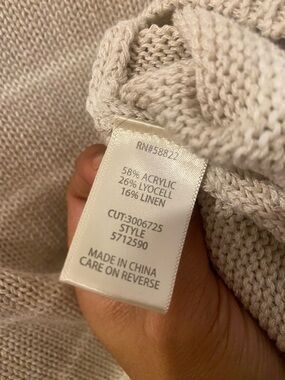 RN#58822
58% ACRYLIC
26% LYOCELL
16% LINEN
CUT:3006725
STYLE
5712590
MADE IN CHINA
CARE ON REVERSE